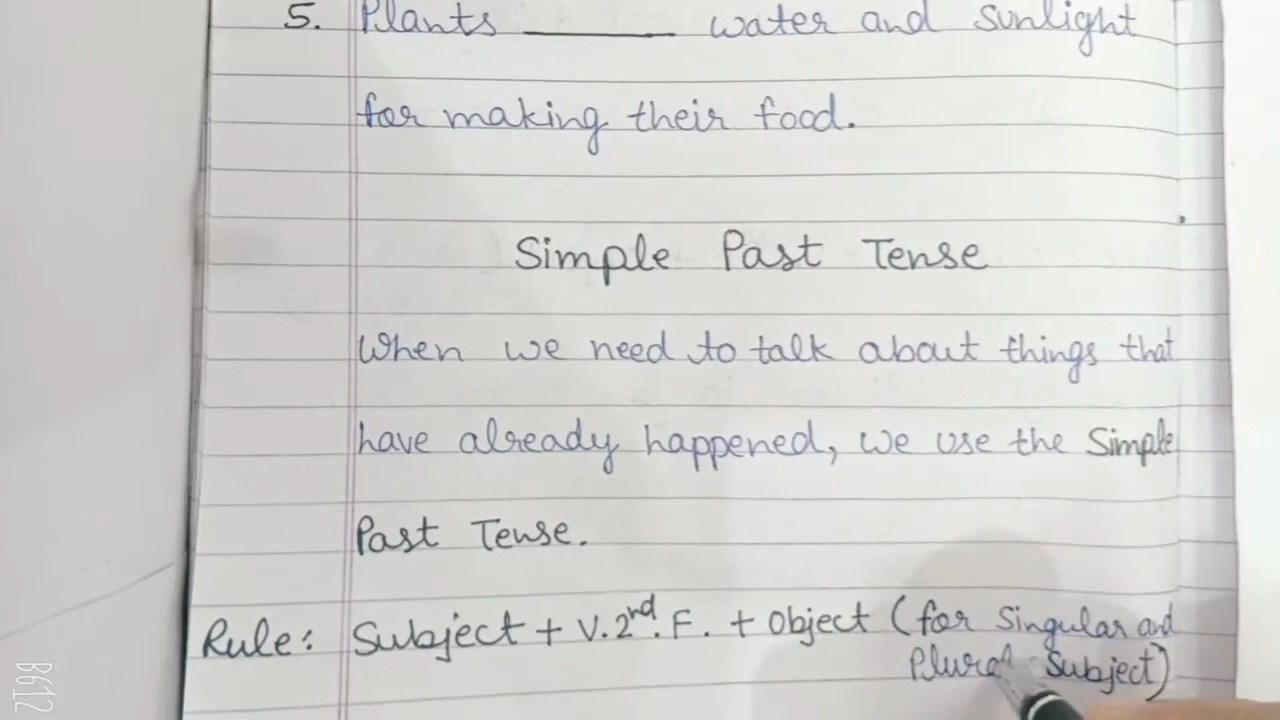 5. Plants ______ water and sunlight
for making their food.
Simple Past Tense
When we need to talk about things that
have already happened, we use the Simple
Past Tense.
Rule: Subject + V.2nd.F. + Object (for Singular and
Plural Subject)
B612